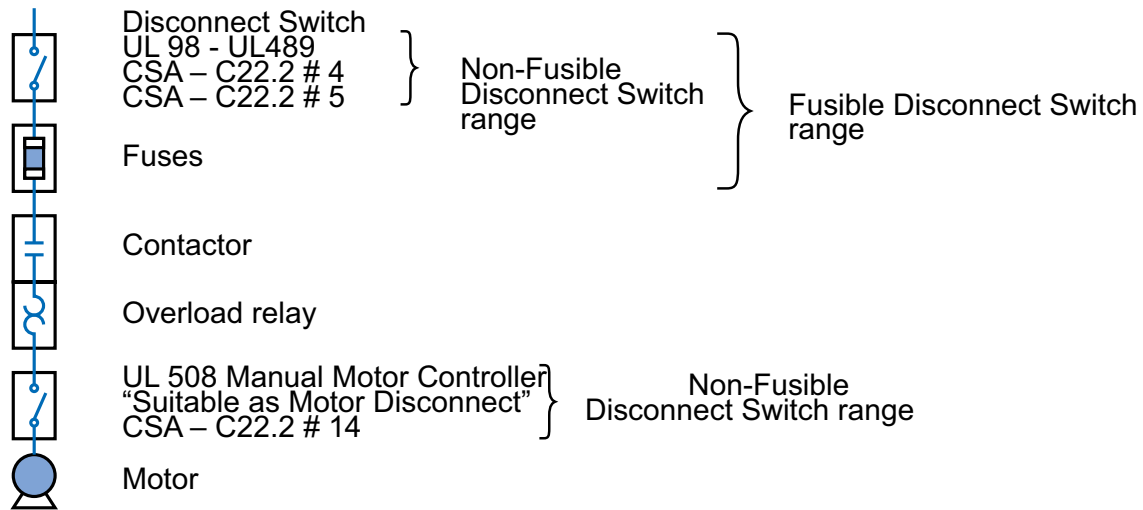 Disconnect Switch
UL 98 - UL489
CSA – C22.2 # 4
CSA – C22.2 # 5
Non-Fusible
Disconnect Switch
range
Fusible Disconnect Switch
range
Fuses
Contactor
Overload relay
UL 508 Manual Motor Controller
“Suitable as Motor Disconnect”
CSA – C22.2 # 14
Non-Fusible
Disconnect Switch range
Motor